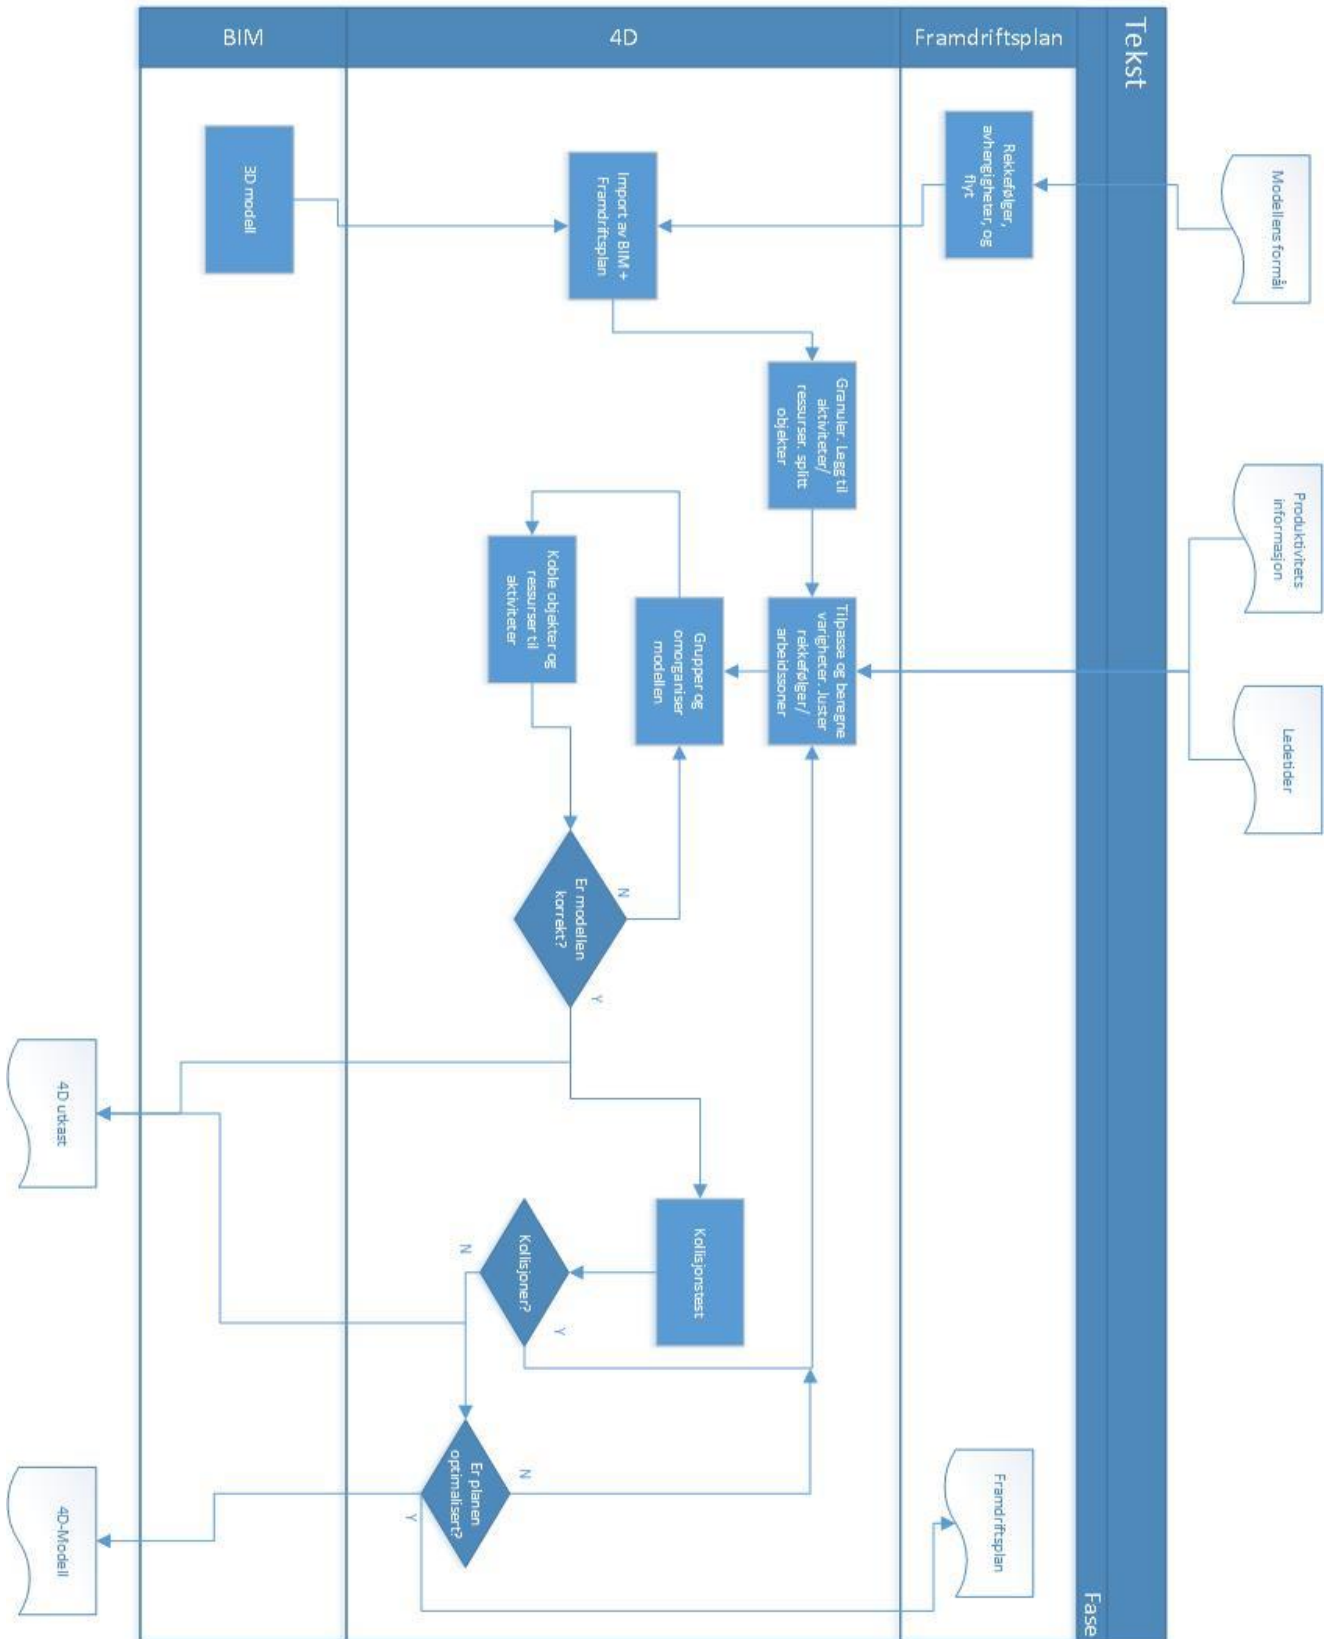 Tekst
Fase
Framdriftsplan
4D
BIM
Modellens formål
Produktivitets
informasjon
Ledetider
Rekkefølger,
avhengigheter, og
flyt
Framdriftsplan
Import av BIM +
Framdriftsplan
Granuler. Legg til
aktiviteter/
ressurser. splitt
objekter
Tilpasse og beregne
varigheter. Juster
rekkefølger/
arbeidssoner
Grupper og
omorganiser
modellen
Koble objekter og
ressurser til
aktiviteter
Er modellen
korrekt?
N
Y
Kollisjonstest
Kollisjoner?
Y
N
Er planen
optimalisert?
N
Y
3D modell
4D utkast
4D-Modell